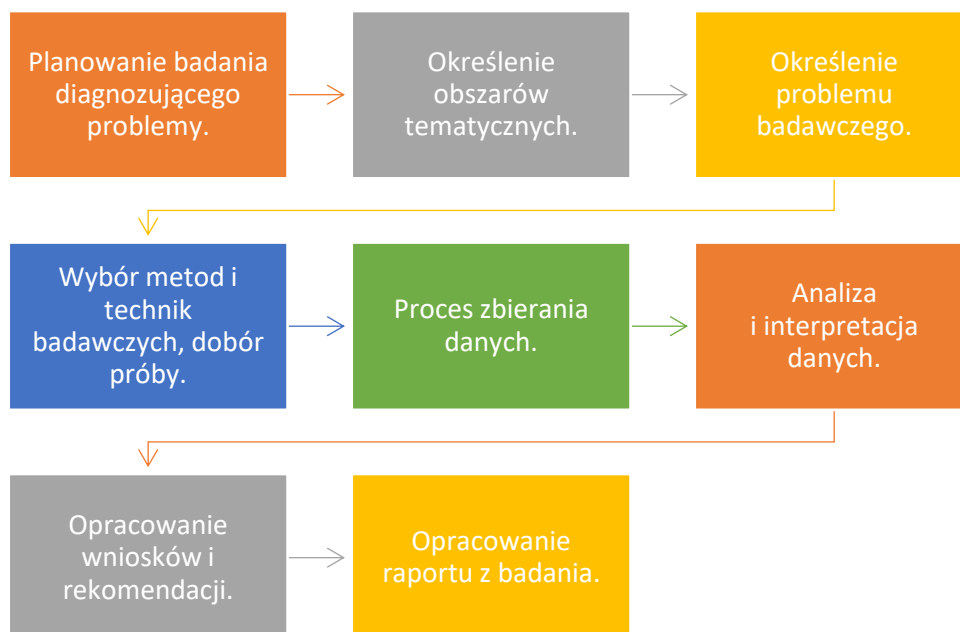 Planowanie badania
diagnozującego
problemy.
Określenie
obszarów
tematycznych.
Określenie
problemu
badawczego.
Wybór metod i
technik
badawczych, dobór
próby.
Proces zbierania
danych.
Analiza
i interpretacja
danych.
Opracowanie
wniosków i
rekomendacji.
Opracowanie
raportu z badania.